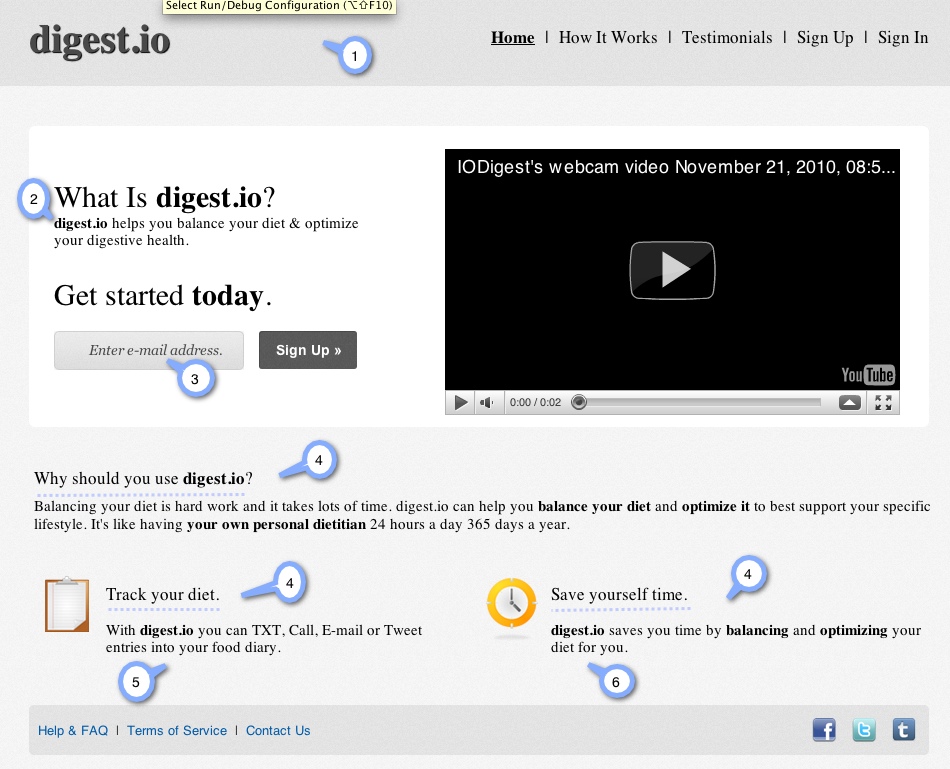 Select Run/Debug Configuration (⌥⇧F10)
digest.io
Home | How It Works | Testimonials | Sign Up | Sign In
1
IODigest's webcam video November 21, 2010, 08:5...
2
What Is digest.io?
digest.io helps you balance your diet & optimize
your digestive health.
Get started today.
Enter e-mail address.
Sign Up »
3
YouTube
0:00 / 0:02
4
Why should you use digest.io?
Balancing your diet is hard work and it takes lots of time. digest.io can help you balance your diet and optimize it to best support your specific
lifestyle. It's like having your own personal dietitian 24 hours a day 365 days a year.
Track your diet.
4
With digest.io you can TXT, Call, E-mail or Tweet
entries into your food diary.
5
Save yourself time.
4
digest.io saves you time by balancing and optimizing your
diet for you.
6
Help & FAQ | Terms of Service | Contact Us
f
t
t